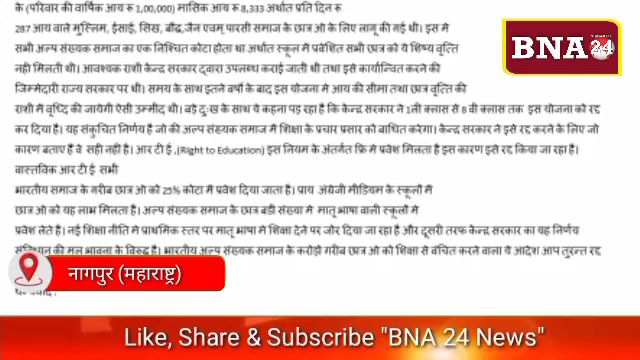 के (परिवार की वार्षिक आय रू 1,00,000) मासिक आय रू 8,333 अर्थात प्रति दिन रू
287 आय वाले मुस्लिम, ईसाई, सिख, बौद्ध,जैन एवम् पारसी समाज के छात्र ओ के लिए लागू की गई थी। इस मे
सभी अल्प संख्यक समाज का एक निश्चित कोटा होता था अर्थात स्कूल में प्रवेशित सभी छात्र को ये शिष्य वृत्ति
नही मिलती थी। आवश्यक राशी केन्द्र सरकार द्वारा उपलब्ध कराई जाती थी तथा इसे कार्यान्वित करने की
जिम्मेदारी राज्य सरकार पर थी। समय के साथ इतने वर्षो के बाद इस योजना मे आय की सीमा तथा छात्र वृत्ति की
राशी में वृध्दि की जायेगी ऐसी उम्मीद थी। बड़े दुःख के साथ ये कहना पड़ रहा है कि केन्द्र सरकार ने 1ली क्लास से 8 वी क्लास तक इस योजना को रद्द
कर दिया है। यह संकुचित निर्णय है जो की अल्प संख्यक समाज में शिक्षा के प्रचार प्रसार को बाधित करेगा। केन्द्र सरकार ने इसे रद्द करने के लिए जो
कारण बताए हैं वे सही नही है। आर टी ई ,(Right to Education) इस नियम के अंतर्गत फ्रि मे प्रवेश मिलता है इस कारण इसे रद्द किया जा रहा है।
वास्तविक आर टी ई सभी
भारतीय समाज के गरीब छात्र ओ को 25% कोटा में प्रवेश दिया जाता है। प्राय अंग्रेजी मीडियम के स्कूलों में
छात्र ओ को यह लाभ मिलता है। अल्प संख्यक समाज के छात्र बडी संख्या मे मातृ भाषा वाली स्कूलो मे
प्रवेश लेते है। नई शिक्षा नीति मे प्राथमिक स्तर पर मातृ भाषा मे शिक्षा देने पर जोर दिया जा रहा है और दूसरी तरफ केन्द्र सरकार का यह निर्णय
संविधान की मूल भावना के विरुद्ध है। भारतीय अल्प संख्यक समाज के करोड़ो गरीब छात्र ओ को शिक्षा से वंचित करने वाला ये आदेश आप तुरन्त रद्द
BNA 24
नागपुर (महाराष्ट्र)
Like, Share & Subscribe "BNA 24 News"